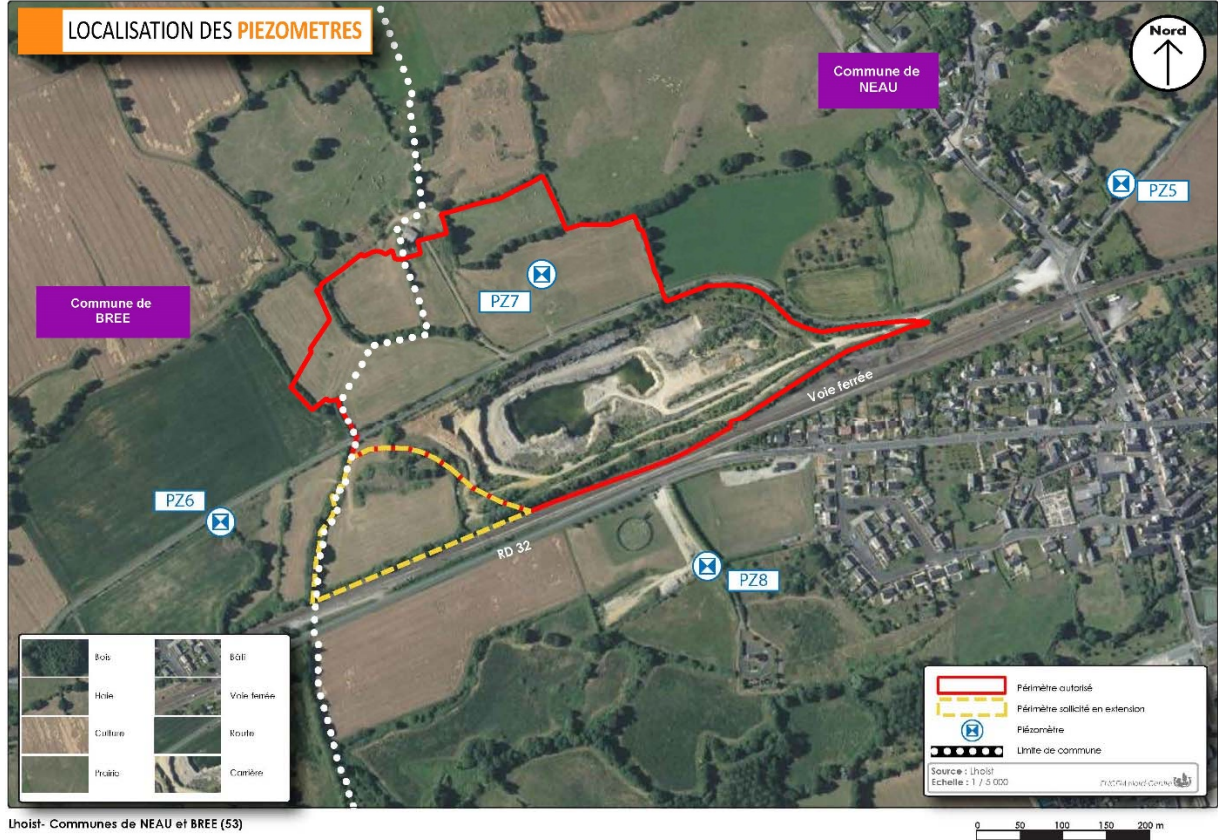 LOCALISATION DES PIEZOMETRES
Nord
Commune de
NEAU
PZ5
Commune de
BREE
PZ7
Voie ferrée
PZ6
RD 32
PZ8
Bois
Bâti
Haie
Voie ferrée
Culture
Route
Prairie
Carrière
Périmètre autorisé
Périmètre sollicité en extension
Piézomètre
Limite de commune
Source : Lhoist
Echelle : 1 / 5 000
Lhoist- Communes de NEAU et BREE (53)
0 50 100 150 200 m